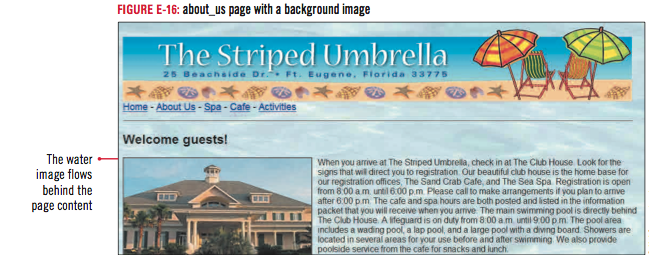 FIGURE E-16: about_us page with a background image
The Striped Umbrella
25 Beachside Dr. • Ft. Eugene, Florida 33775
Home - About Us - Spa - Cafe - Activities
Welcome guests!
The water
image flows
behind the
page content
When you arrive at The Striped Umbrella, check in at The Club House. Look for the
signs that will direct you to registration. Our beautiful club house is the home base for
our registration offices, The Sand Crab Cafe, and The Sea Spa. Registration is open
from 8:00 a.m. until 6:00 p.m. Please call to make arrangements if you plan to arrive
after 6:00 p.m. The cafe and spa hours are both posted and listed in the information
packet that you will receive when you arrive. The main swimming pool is directly behind
The Club House. A lifeguard is on duty from 8:00 a.m. until 9:00 p.m. The pool area
includes a wading pool, a lap pool, and a large pool with a diving board. Showers are
located in several areas for your use before and after swimming. We also provide
poolside service from the cafe for snacks and lunch.